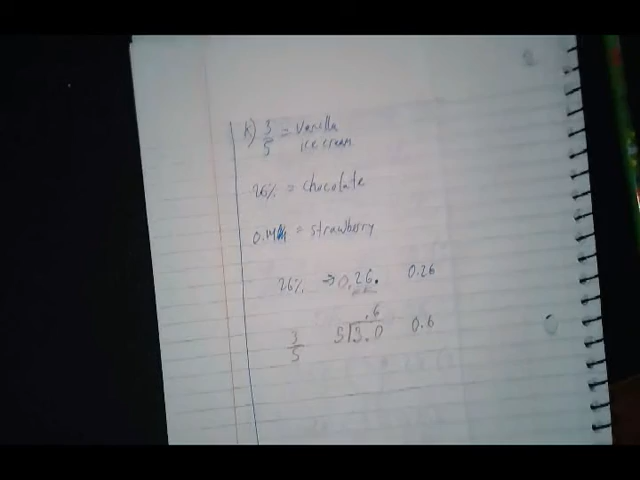 K) 3/5 = Vanilla
ice cream
26% = chocolate
0.14 = strawberry
26% → 0.26. 0.26
.6
3/5 5)3.0 0.6